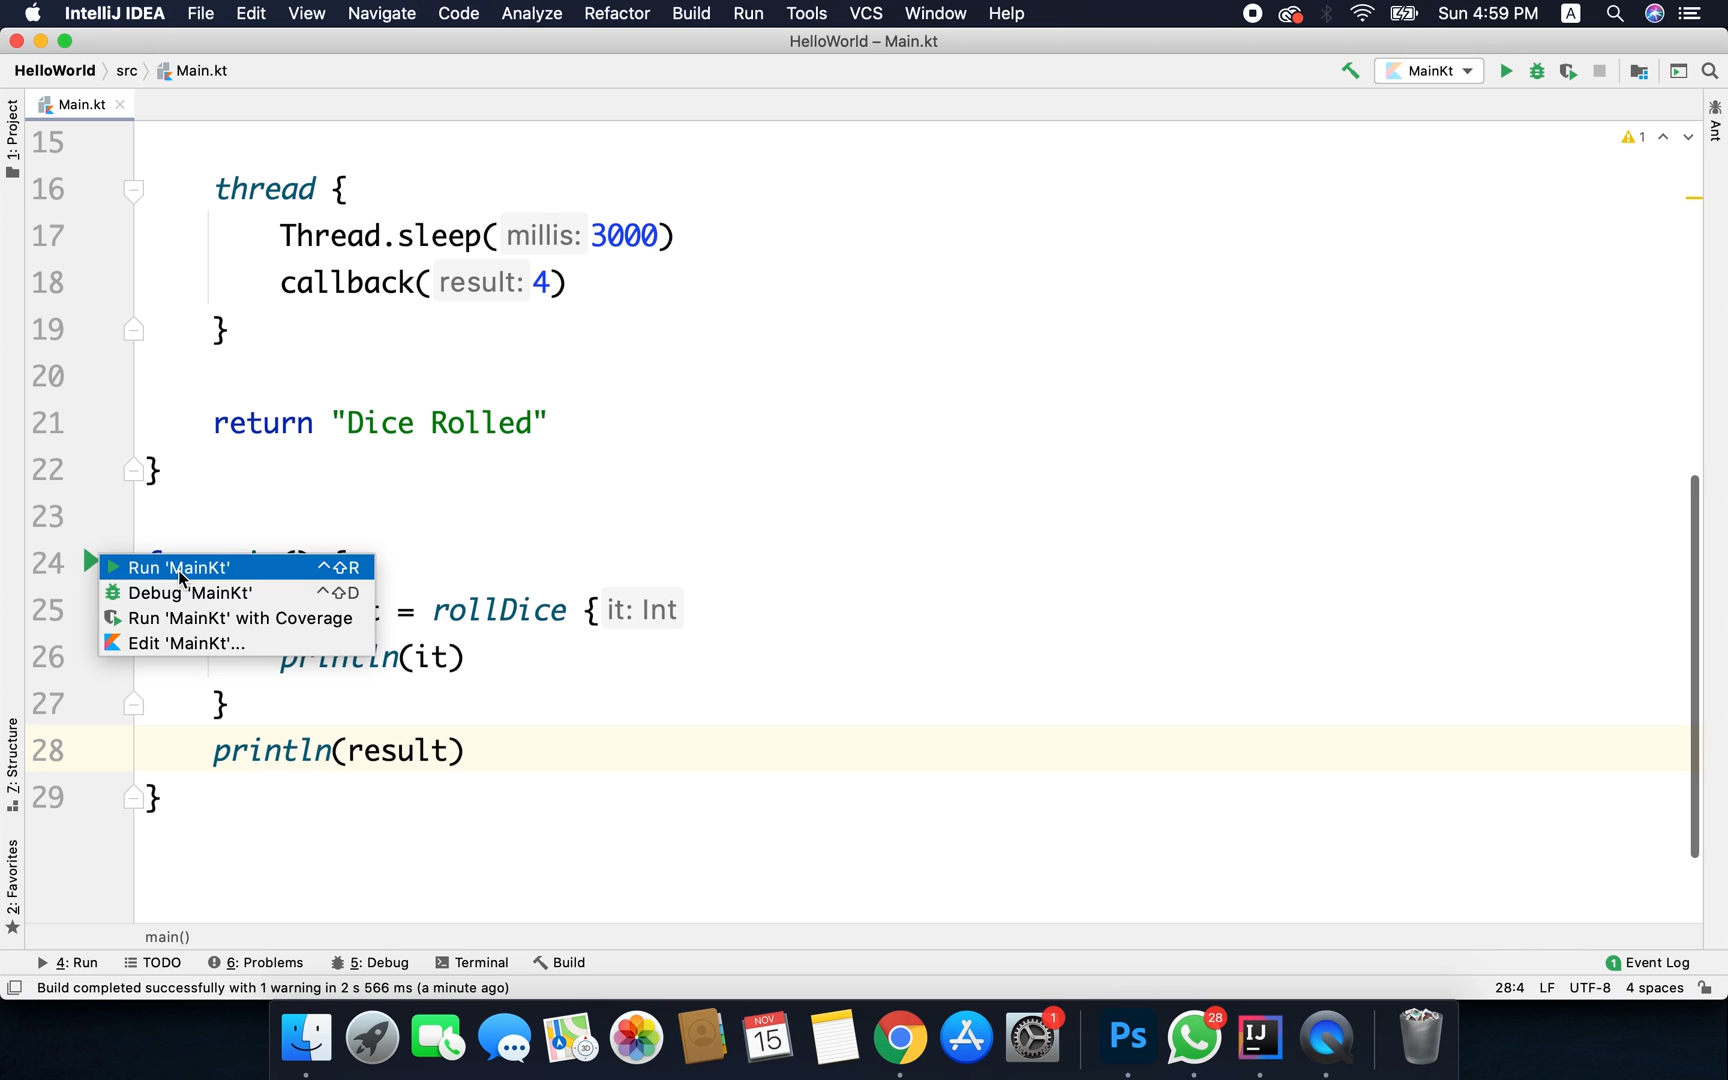 IntelliJ IDEA File Edit View Navigate Code Analyze Refactor Build Run Tools VCS Window Help Sun 4:59 PM A
HelloWorld – Main.kt
HelloWorld src Main.kt MainKt
1: Project Main.kt Ant
15 1
16 thread {
17 Thread.sleep( millis: 3000)
18 callback( result: 4)
19 }
20
21 return "Dice Rolled"
22 }
23
24
Run 'MainKt' ^⇧R
Debug 'MainKt' ^⇧D
25 = rollDice { it: Int
Run 'MainKt' with Coverage
Edit 'MainKt'...
26 println(it)
27 }
28 println(result)
29 }
Z: Structure
2: Favorites
main()
4: Run TODO 6: Problems 5: Debug Terminal Build 1 Event Log
Build completed successfully with 1 warning in 2 s 566 ms (a minute ago) 28:4 LF UTF-8 4 spaces
3D NOV 15 1 Ps 28 IJ